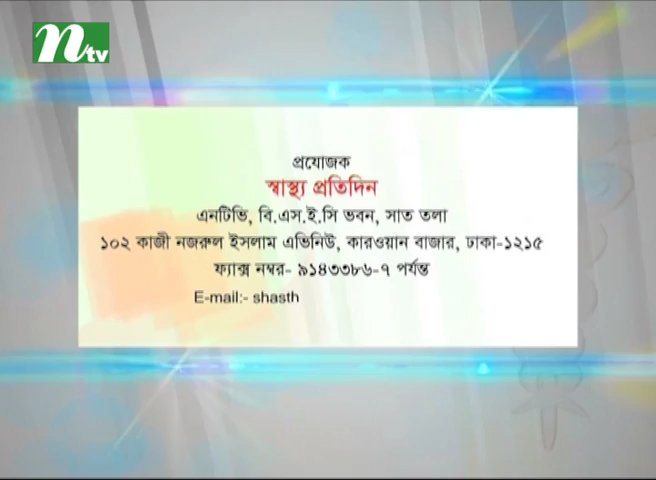 ntv
প্রযোজক
স্বাস্থ্য প্রতিদিন
এনটিভি, বি.এস.ই.সি ভবন, সাত তলা
১০২ কাজী নজরুল ইসলাম এভিনিউ, কারওয়ান বাজার, ঢাকা-১২১৫
ফ্যাক্স নম্বর- ৯১৪৩৩৮৬-৭ পর্যন্ত
E-mail:- shasth